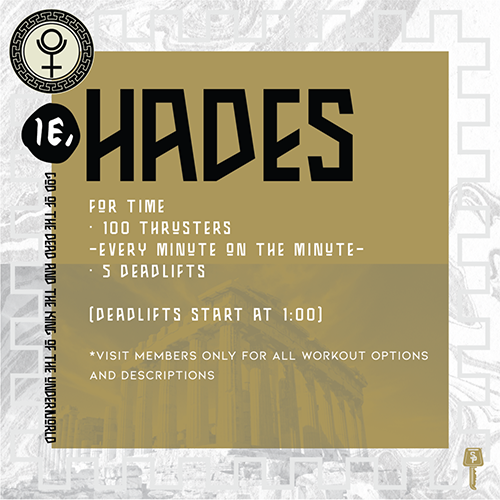 1E,
HADES
GOD OF THE DEAD AND THE KING OF THE UNDERWORLD
FOR TIME
· 100 THRUSTERS
-EVERY MINUTE ON THE MINUTE-
· 5 DEADLIFTS
(DEADLIFTS START AT 1:00)
*VISIT MEMBERS ONLY FOR ALL WORKOUT OPTIONS
AND DESCRIPTIONS